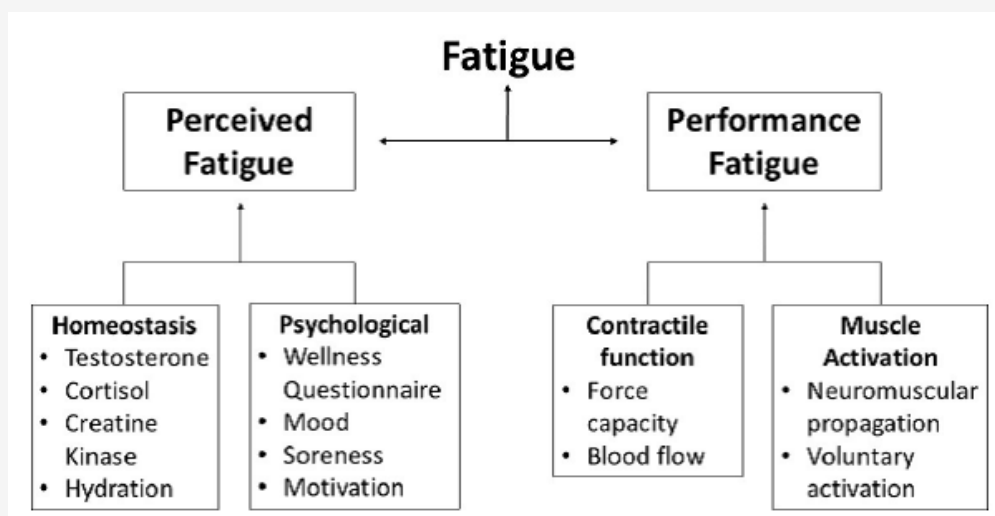 Fatigue
Perceived
Fatigue
Performance
Fatigue
Homeostasis
• Testosterone
• Cortisol
• Creatine
Kinase
• Hydration
Psychological
• Wellness
Questionnaire
• Mood
• Soreness
• Motivation
Contractile
function
• Force
capacity
• Blood flow
Muscle
Activation
• Neuromuscular
propagation
• Voluntary
activation